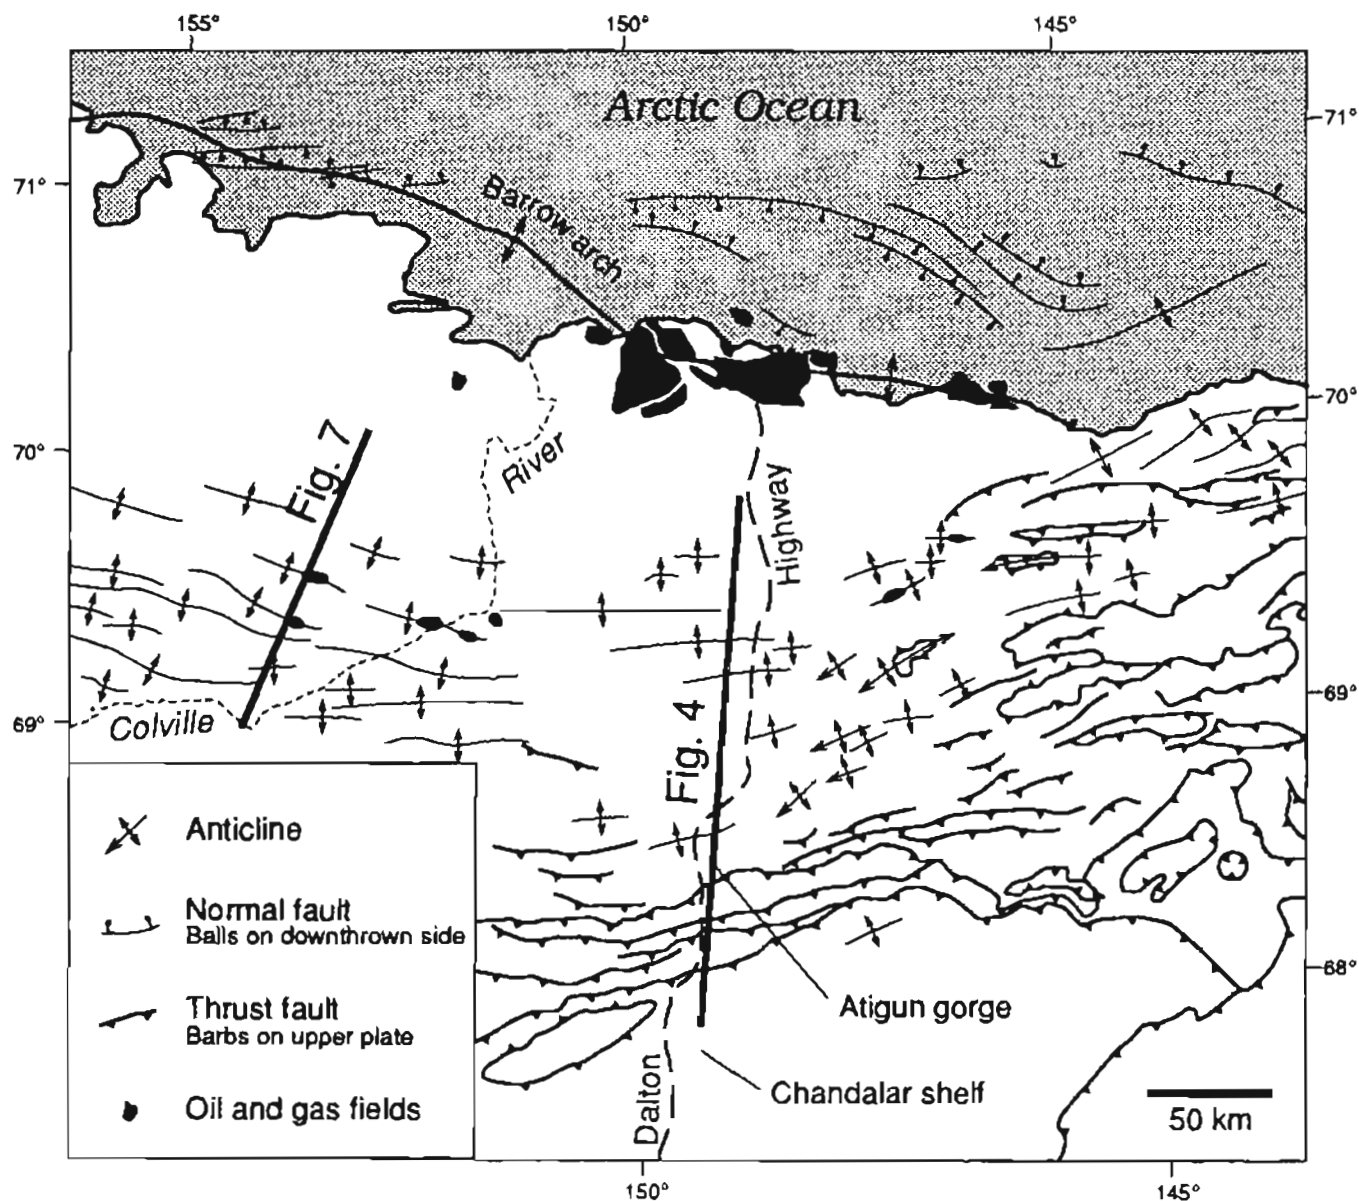 155° 150° 145°
Arctic Ocean
71°
71°
Barrow arch
70°
70°
River
Fig. 7
Highway
69°
69°
Colville
Fig. 4
Anticline
Normal fault
Balls on downthrown side
68°
Thrust fault
Barbs on upper plate
Atigun gorge
Chandalar shelf
Dalton
Oil and gas fields
50 km
150° 145°